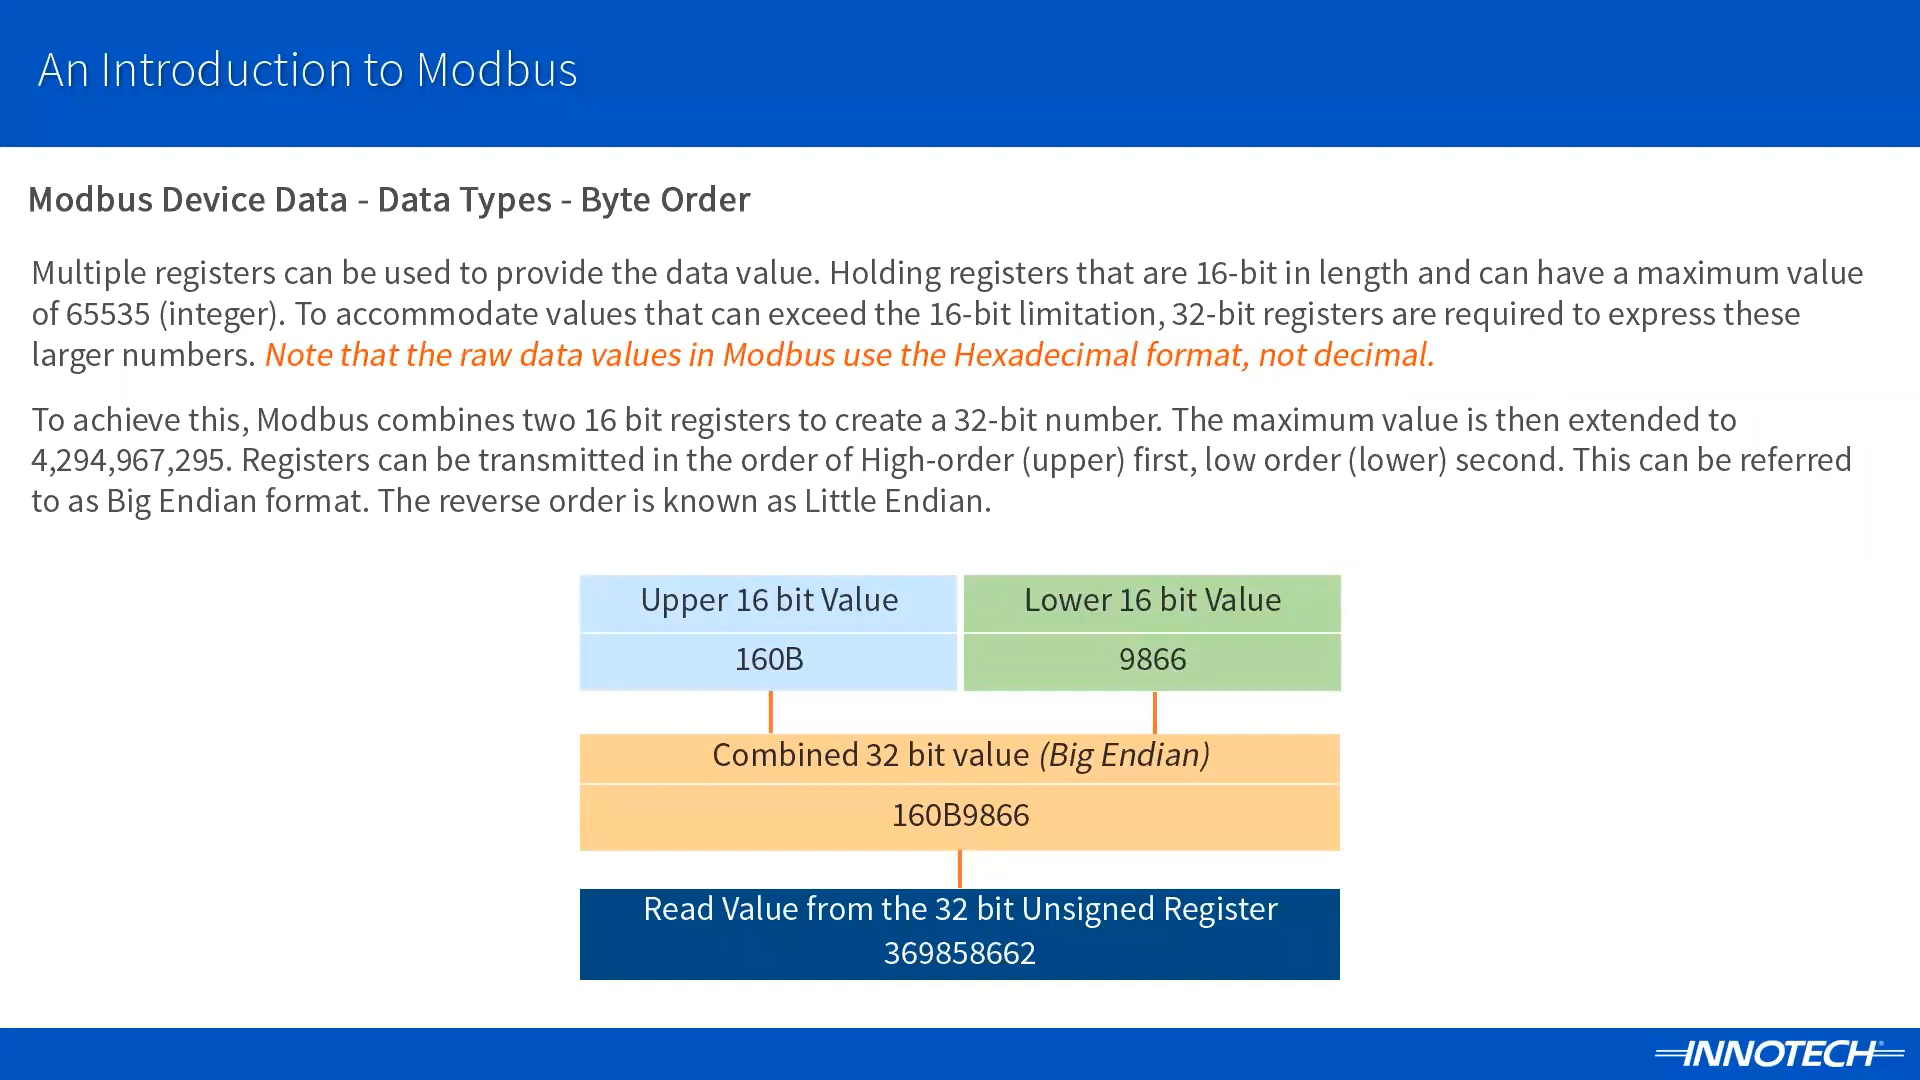 An Introduction to Modbus
Modbus Device Data - Data Types - Byte Order
Multiple registers can be used to provide the data value. Holding registers that are 16-bit in length and can have a maximum value
of 65535 (integer). To accommodate values that can exceed the 16-bit limitation, 32-bit registers are required to express these
larger numbers. Note that the raw data values in Modbus use the Hexadecimal format, not decimal.
To achieve this, Modbus combines two 16 bit registers to create a 32-bit number. The maximum value is then extended to
4,294,967,295. Registers can be transmitted in the order of High-order (upper) first, low order (lower) second. This can be referred
to as Big Endian format. The reverse order is known as Little Endian.
Upper 16 bit Value
Lower 16 bit Value
160B
9866
Combined 32 bit value (Big Endian)
160B9866
Read Value from the 32 bit Unsigned Register
369858662
INNOTECH®